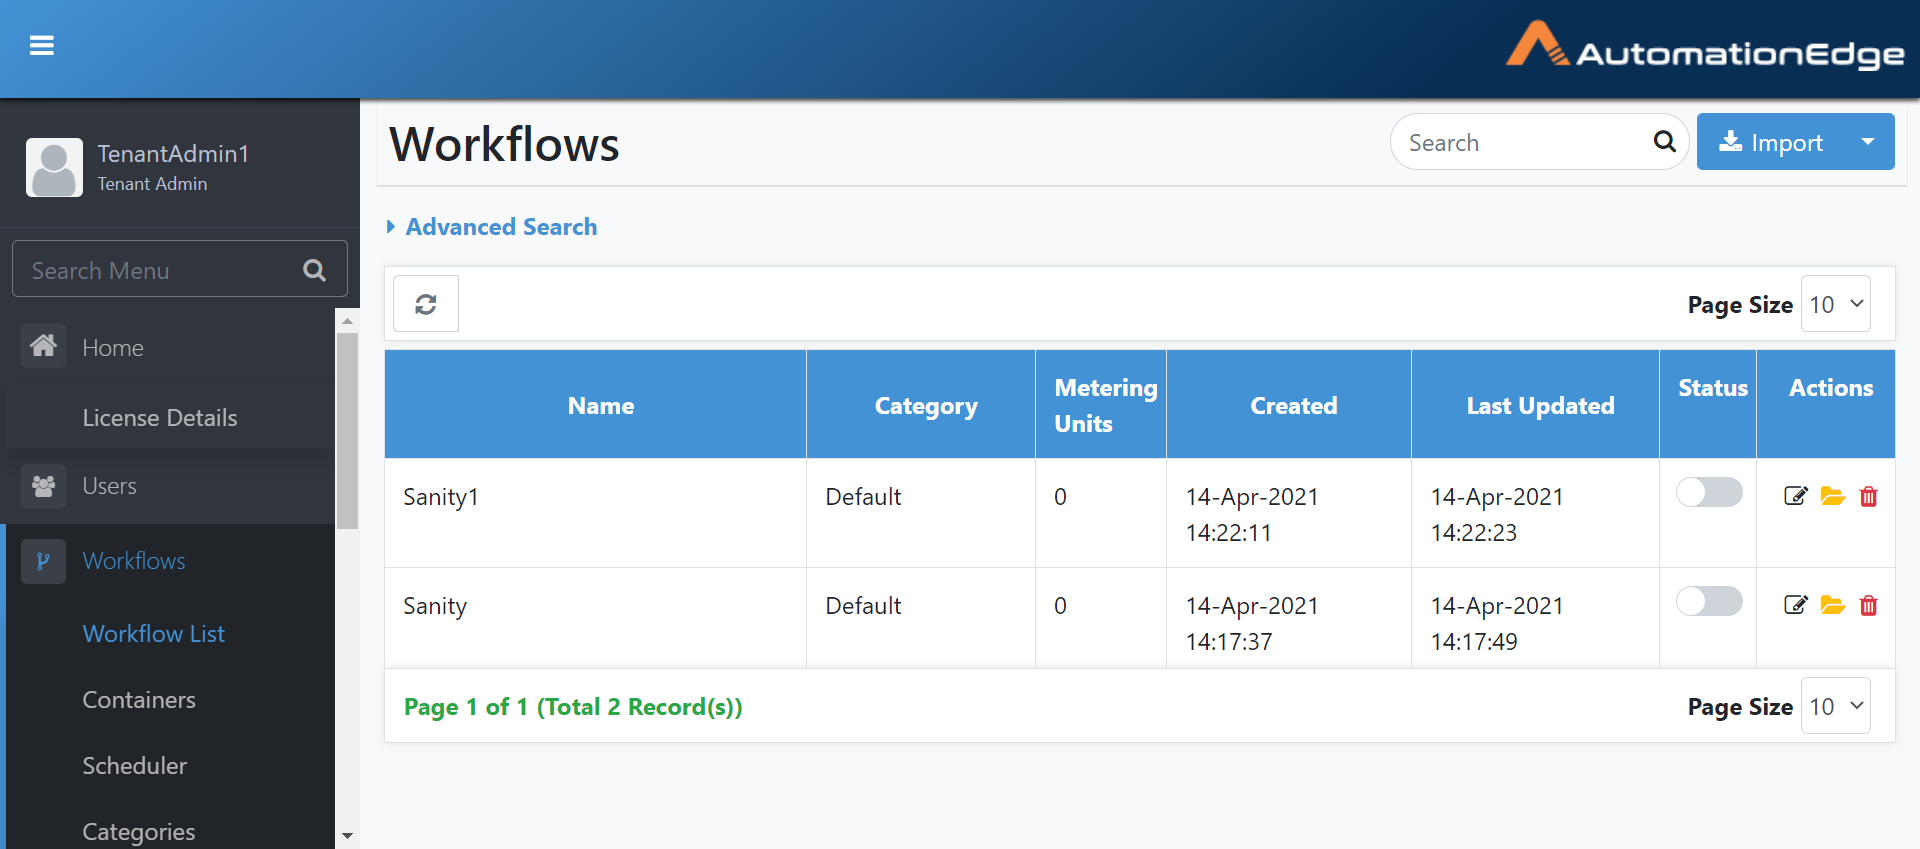 AutomationEdge
TenantAdmin1
Tenant Admin
Search Menu
Home
License Details
Users
Workflows
Workflow List
Containers
Scheduler
Categories
Workflows
Search
Import
Advanced Search
Page Size 10
Name Category Metering Units Created Last Updated Status Actions
Sanity1 Default 0 14-Apr-2021 14:22:11 14-Apr-2021 14:22:23
Sanity Default 0 14-Apr-2021 14:17:37 14-Apr-2021 14:17:49
Page 1 of 1 (Total 2 Record(s))
Page Size 10